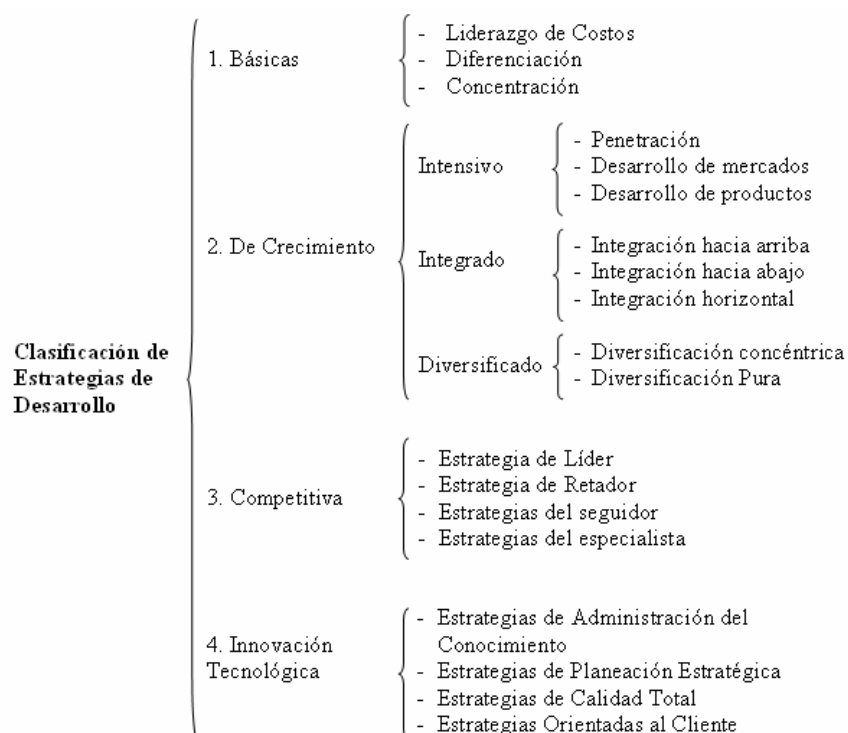 Clasificación de
Estrategias de
Desarrollo
1. Básicas
- Liderazgo de Costos
- Diferenciación
- Concentración
2. De Crecimiento
Intensivo
- Penetración
- Desarrollo de mercados
- Desarrollo de productos
Integrado
- Integración hacia arriba
- Integración hacia abajo
- Integración horizontal
Diversificado
- Diversificación concéntrica
- Diversificación Pura
3. Competitiva
- Estrategia de Líder
- Estrategia de Retador
- Estrategias del seguidor
- Estrategias del especialista
4. Innovación
Tecnológica
- Estrategias de Administración del
Conocimiento
- Estrategias de Planeación Estratégica
- Estrategias de Calidad Total
- Estrategias Orientadas al Cliente